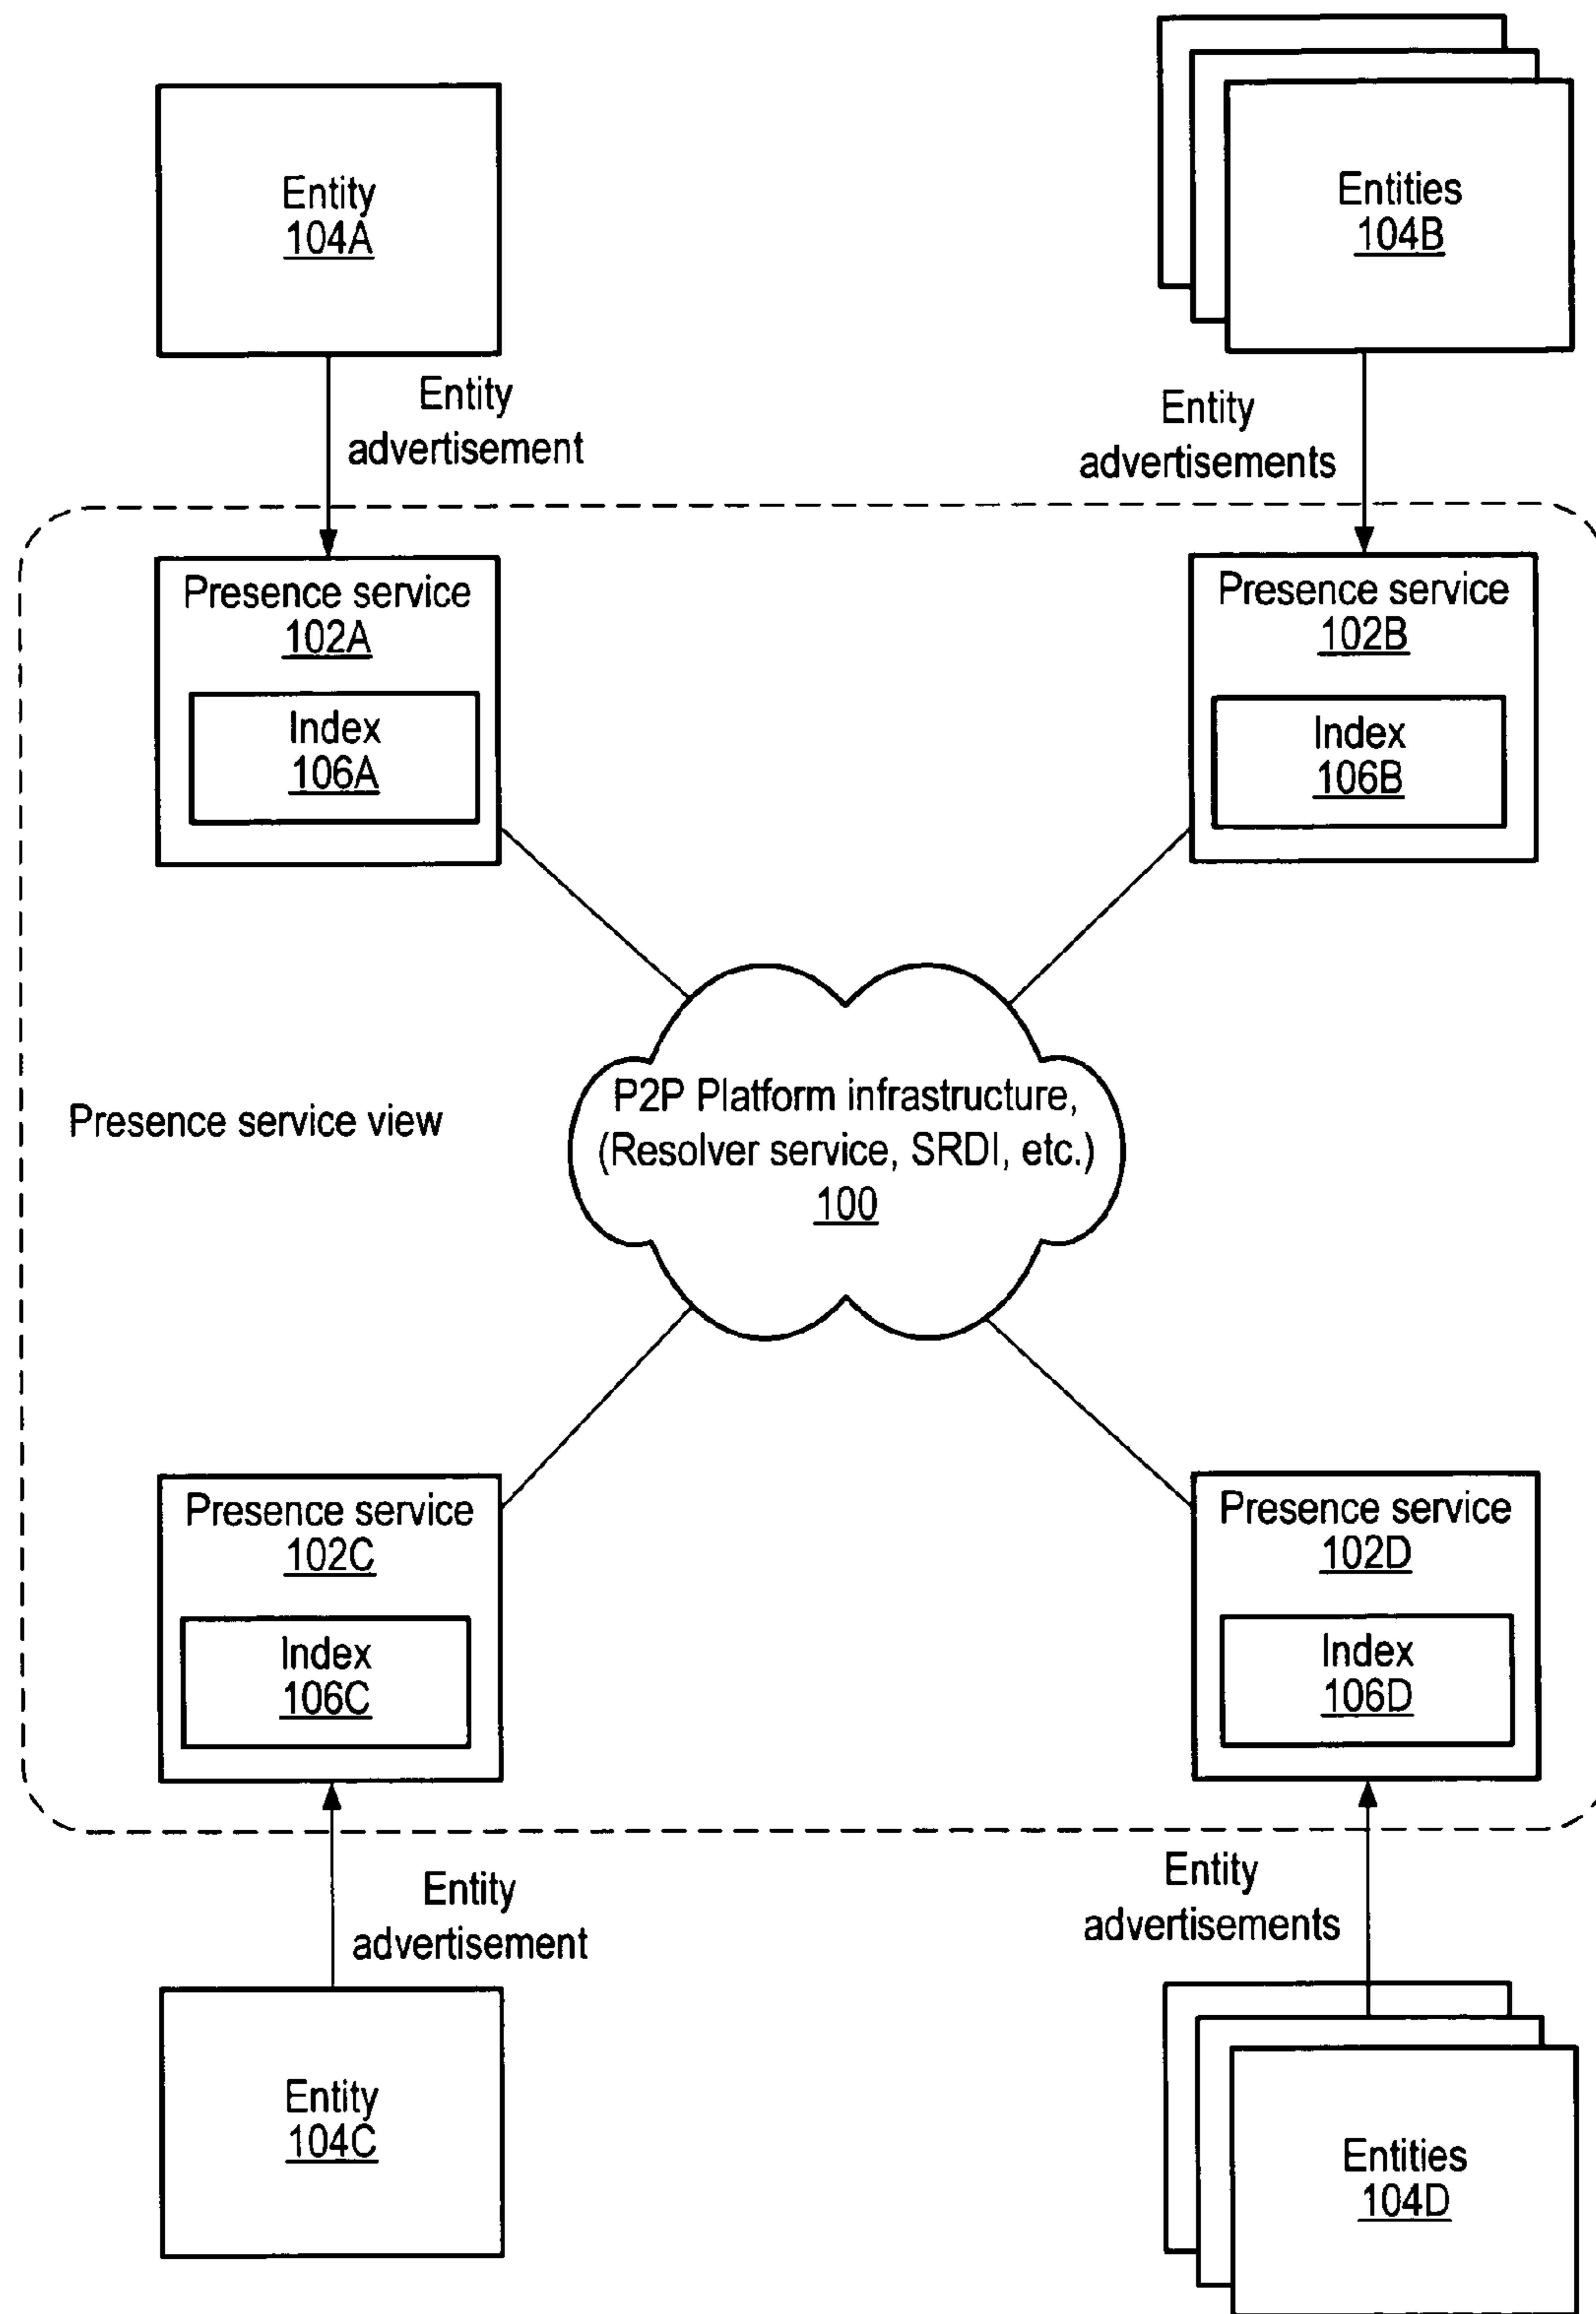 Entity
104A
Entities
104B
Entity
advertisement
Entity
advertisements
Presence service
102A
Index
106A
Presence service
102B
Index
106B
P2P Platform infrastructure,
(Resolver service, SRDI, etc.)
100
Presence service view
Presence service
102C
Index
106C
Presence service
102D
Index
106D
Entity
advertisement
Entity
advertisements
Entity
104C
Entities
104D